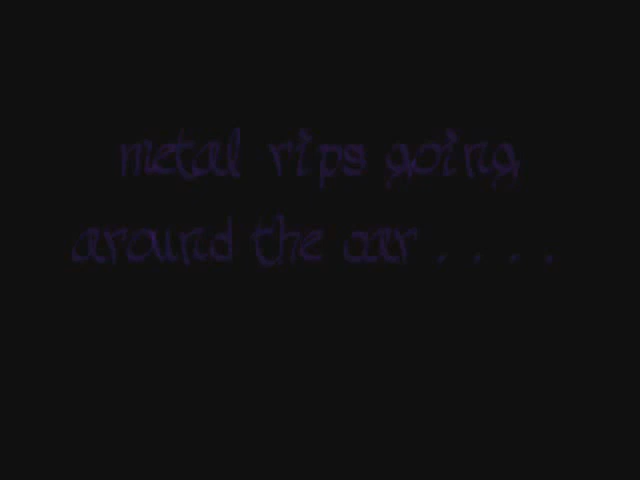 metal rips going
around the car . . . .